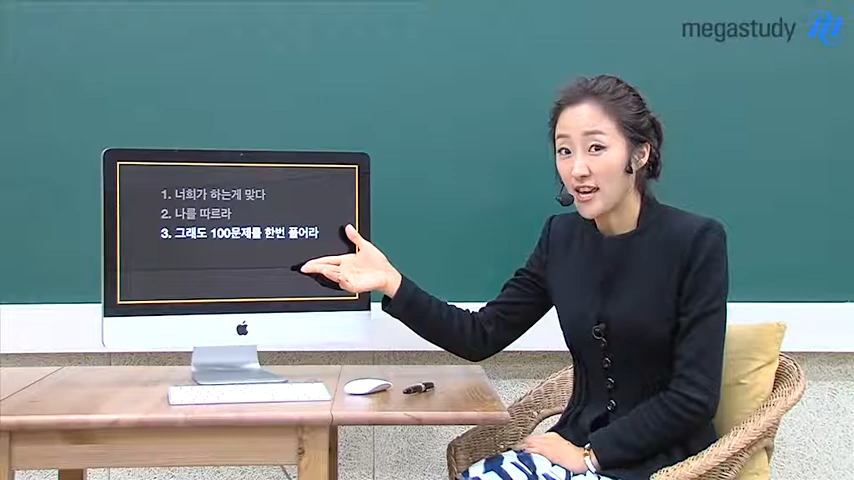 megastudy
1. 너희가 하는게 맞다
2. 나를 따르라
3. 그래도 100문제를 한번 풀어라